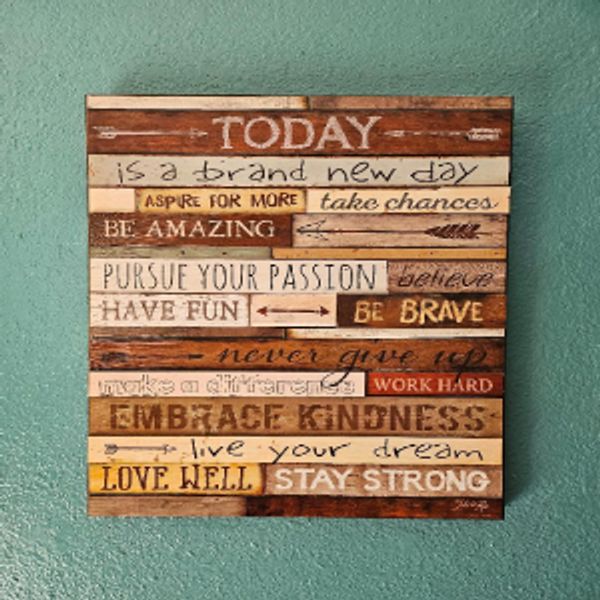 TODAY
is a brand new day
ASPIRE FOR MORE take chances
BE AMAZING
PURSUE YOUR PASSION believe
HAVE FUN BE BRAVE
never give up
make a difference WORK HARD
EMBRACE KINDNESS
live your dream
LOVE WELL STAY STRONG